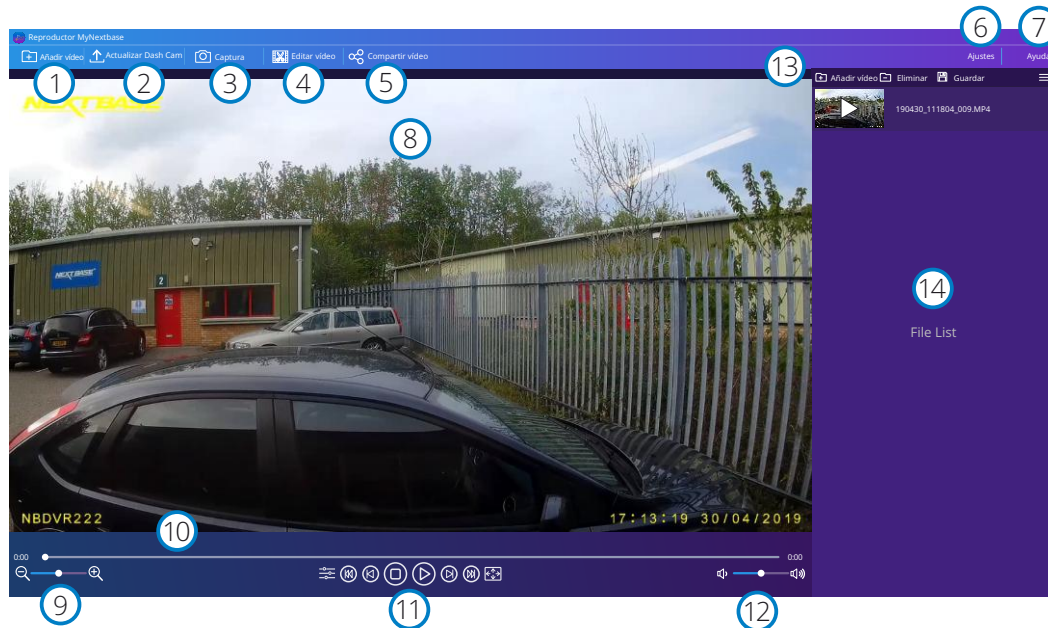 Reproductor MyNextbase
Añadir vídeo Actualizar Dash Cam Captura Editar vídeo Compartir vídeo Ajustes Ayuda
1 2 3 4 5 6 7
13
Añadir vídeo Eliminar Guardar
190430_111804_009.MP4
NEXTBASE
8
NEXTBASE
2
14
File List
NBDVR222
17:13:19 30/04/2019
10
0:00 0:00
9 11 12